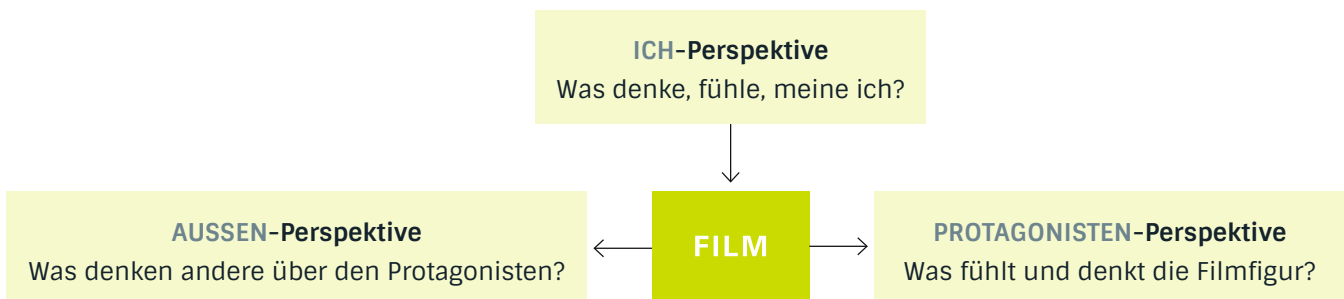 ICH-Perspektive
Was denke, fühle, meine ich?
AUSSEN-Perspektive
Was denken andere über den Protagonisten?
FILM
PROTAGONISTEN-Perspektive
Was fühlt und denkt die Filmfigur?